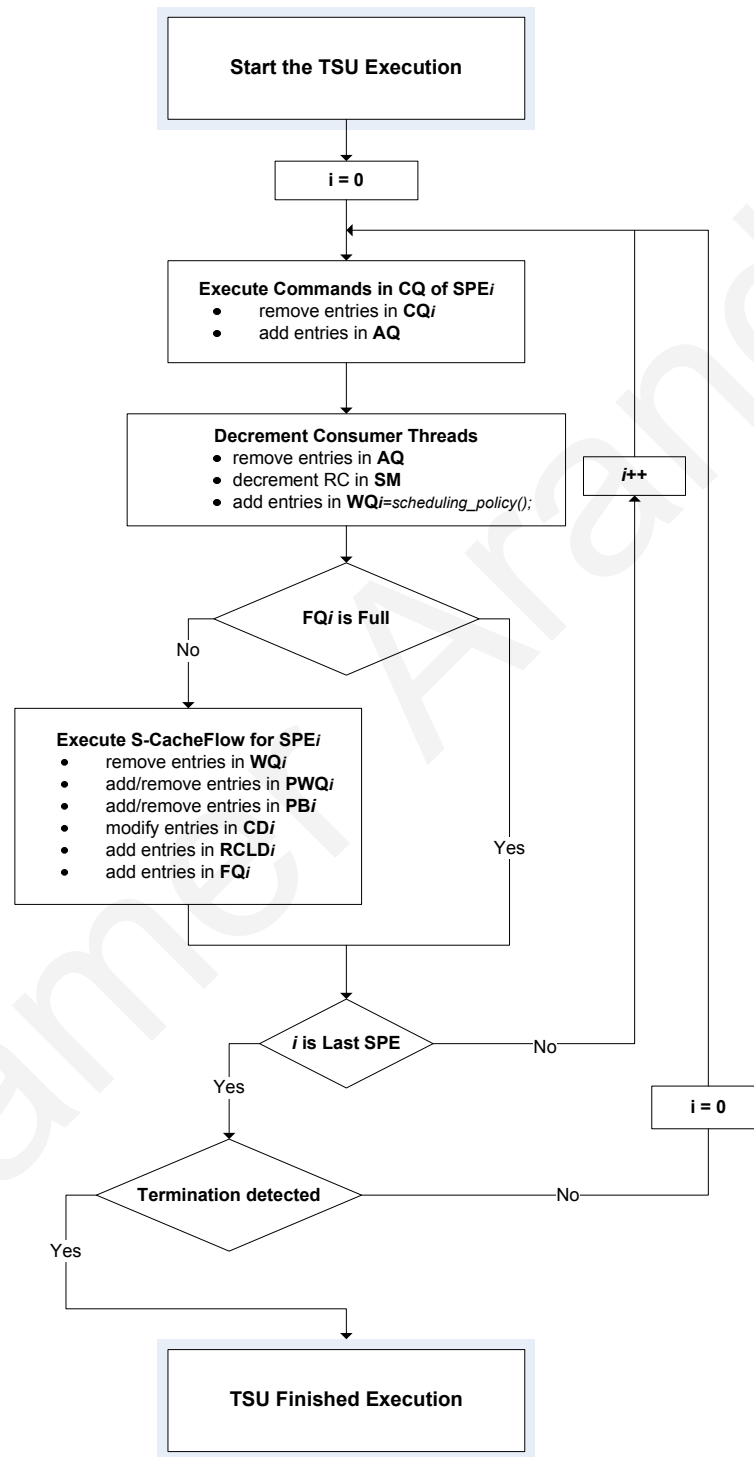 Start the TSU Execution
i = 0
Execute Commands in CQ of SPEi
• remove entries in CQi
• add entries in AQ
Decrement Consumer Threads
• remove entries in AQ
• decrement RC in SM
• add entries in WQi=scheduling_policy();
i++
FQi is Full
No
Execute S-CacheFlow for SPEi
• remove entries in WQi
• add/remove entries in PWQi
• add/remove entries in PBi
• modify entries in CDi
• add entries in RCLDi
• add entries in FQi
Yes
i is Last SPE
No
Yes
i = 0
Termination detected
No
Yes
TSU Finished Execution